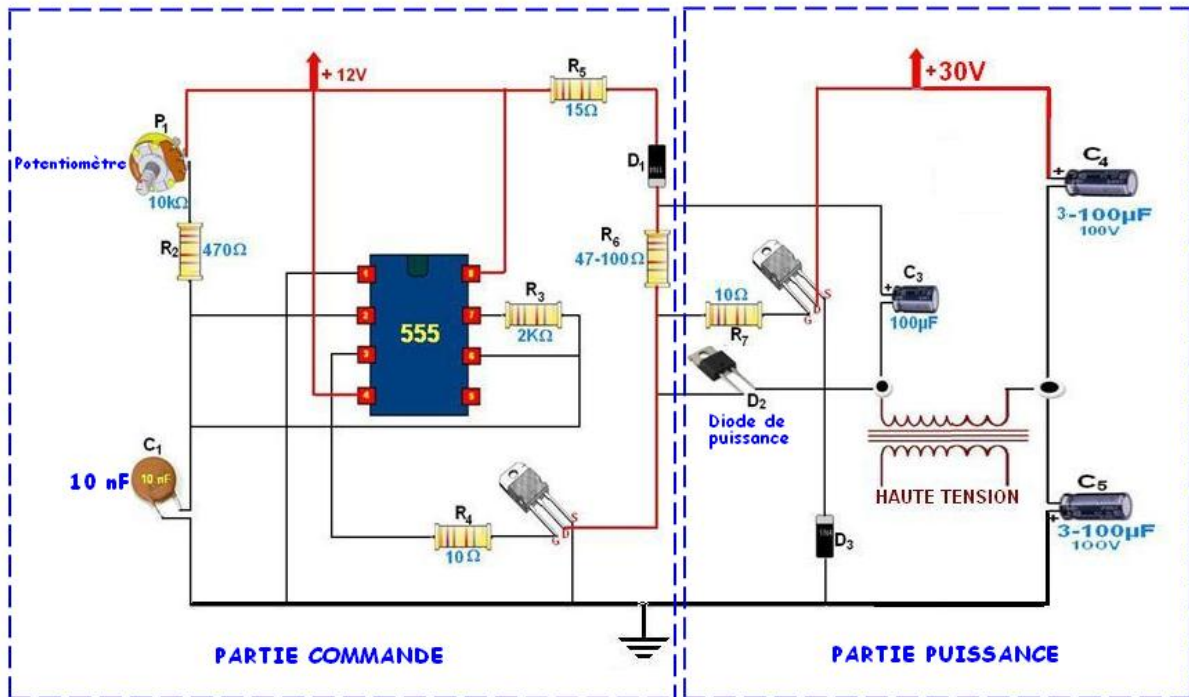 + 12V
R5
15Ω
+30V
P1
Potentiomètre
10kΩ
D1
C4
+
3-100µF
100V
R2
470Ω
R6
47-100Ω
C3
+
100µF
1
8
2
7
3
6
4
5
555
R3
2KΩ
10Ω
R7
G
D
S
D2
Diode de
puissance
C1
10 nF
10 nF
HAUTE TENSION
C5
+
3-100µF
100V
R4
10Ω
G
D
S
D3
PARTIE COMMANDE
PARTIE PUISSANCE